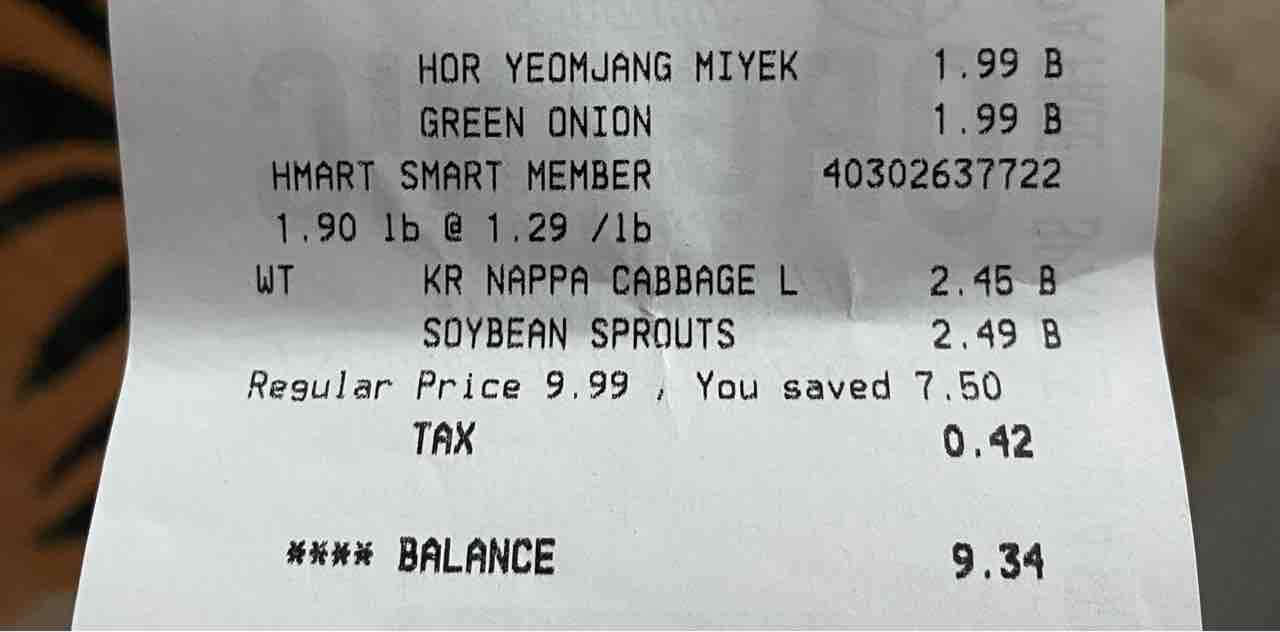 HOR YEOMJANG MIYEK 1.99 B
GREEN ONION 1.99 B
HMART SMART MEMBER 40302637722
1.90 lb @ 1.29 /lb
WT KR NAPPA CABBAGE L 2.45 B
SOYBEAN SPROUTS 2.49 B
Regular Price 9.99 , You saved 7.50
TAX 0.42
**** BALANCE 9.34